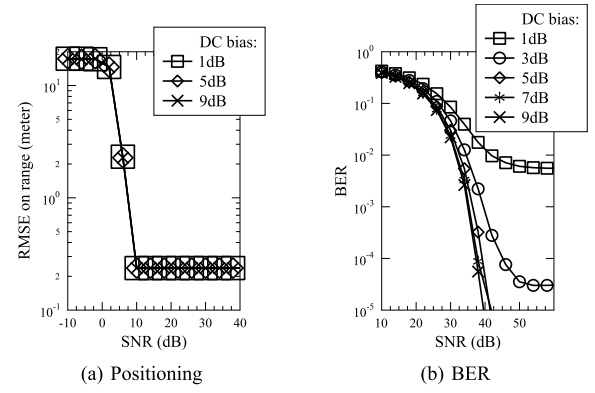 DC bias:
1dB
5dB
9dB
10¹
5
2
10⁰
5
2
10⁻¹
-10 0 10 20 30 40
RMSE on range (meter)
SNR (dB)
(a) Positioning
DC bias:
1dB
3dB
5dB
7dB
9dB
10⁰
10⁻¹
10⁻²
10⁻³
10⁻⁴
10⁻⁵
10 20 30 40 50
BER
SNR (dB)
(b) BER